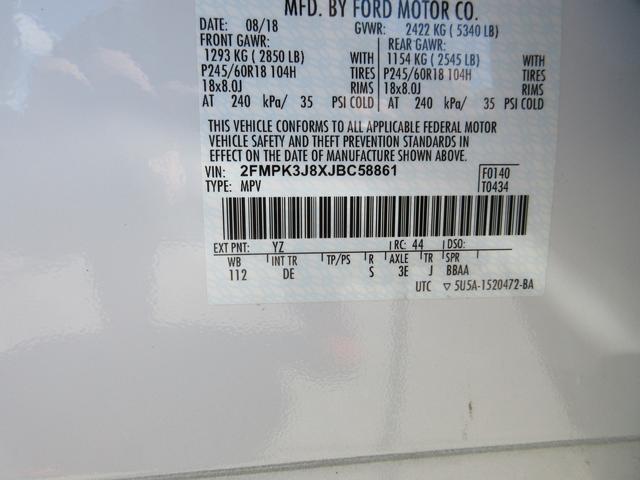 MFD. BY FORD MOTOR CO.
DATE: 08/18 GVWR: 2422 KG ( 5340 LB)
FRONT GAWR: REAR GAWR:
1293 KG ( 2850 LB) WITH 1154 KG ( 2545 LB) WITH
P245/60R18 104H TIRES P245/60R18 104H TIRES
18x8.0J RIMS 18x8.0J RIMS
AT 240 kPa/ 35 PSI COLD AT 240 kPa/ 35 PSI COLD
THIS VEHICLE CONFORMS TO ALL APPLICABLE FEDERAL MOTOR
VEHICLE SAFETY AND THEFT PREVENTION STANDARDS IN
EFFECT ON THE DATE OF MANUFACTURE SHOWN ABOVE.
VIN: 2FMPK3J8XJBC58861 F0140
TYPE: MPV T0434
EXT PNT: YZ RC: 44 DSO:
WB INT TR TP/PS R AXLE TR SPR
112 DE S 3E J BBAA
UTC ▽ 5U5A-1520472-BA